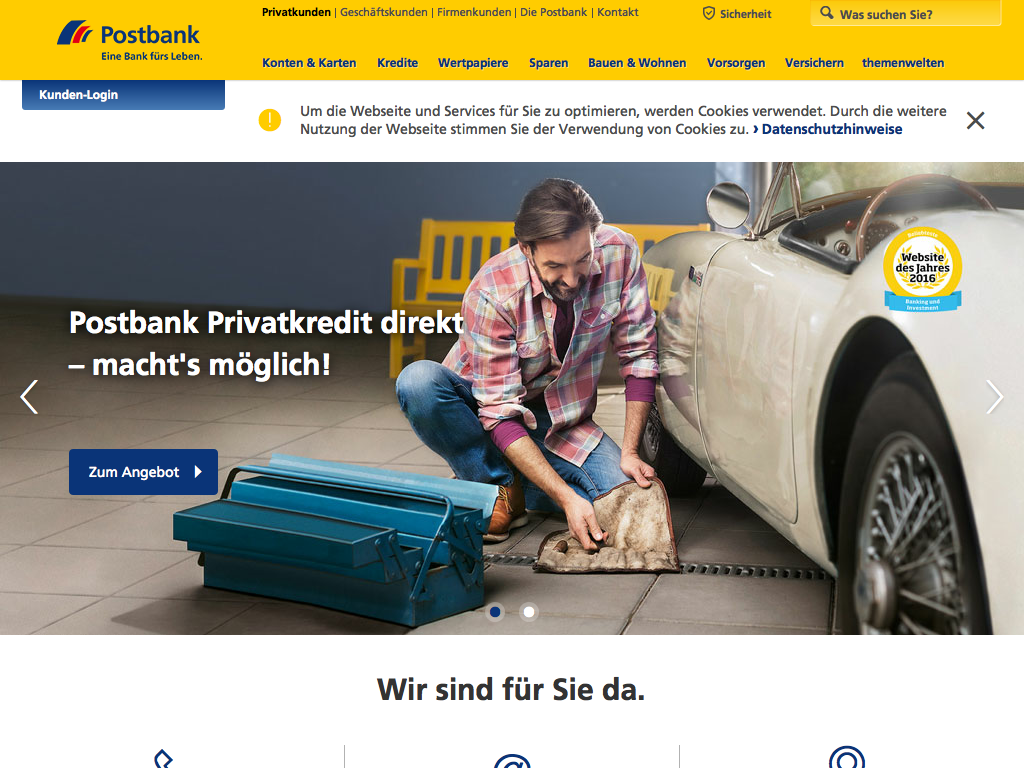 Privatkunden | Geschäftskunden | Firmenkunden | Die Postbank | Kontakt
Sicherheit
Was suchen Sie?
Postbank
Eine Bank fürs Leben.
Konten & Karten Kredite Wertpapiere Sparen Bauen & Wohnen Vorsorgen Versichern themenwelten
Kunden-Login
Um die Webseite und Services für Sie zu optimieren, werden Cookies verwendet. Durch die weitere
Nutzung der Webseite stimmen Sie der Verwendung von Cookies zu. › Datenschutzhinweise
Beliebteste
Website
des Jahres
2016
Banking und
Investment
Postbank Privatkredit direkt
– macht's möglich!
Zum Angebot
Wir sind für Sie da.